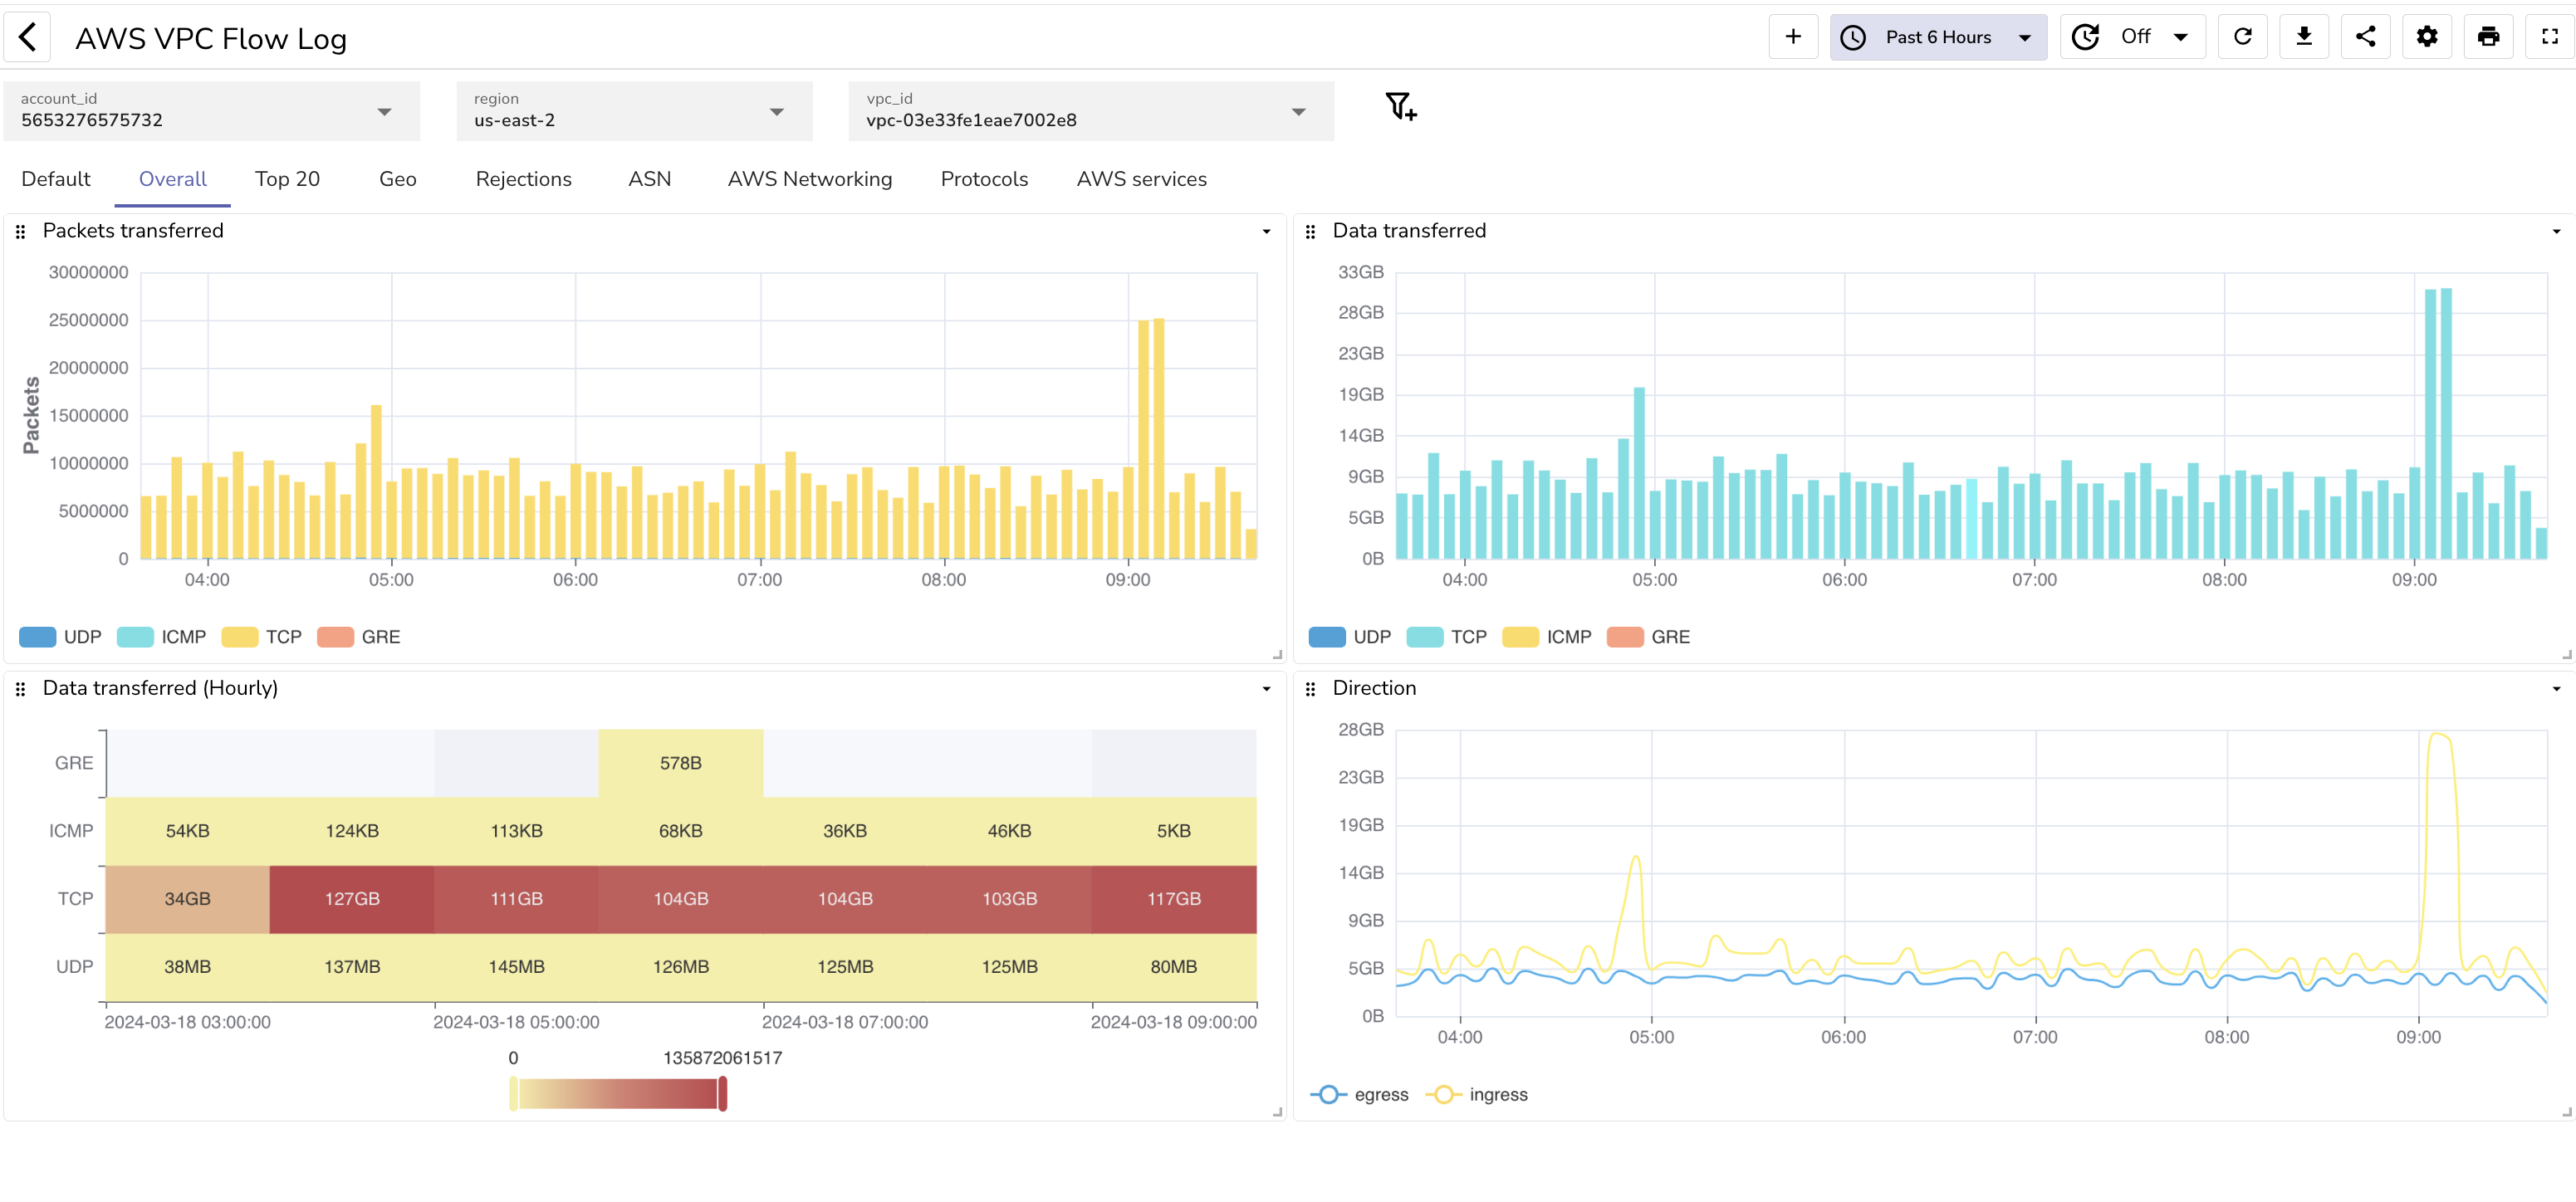 AWS VPC Flow Log
Past 6 Hours
Off
account_id
5653276575732
region
us-east-2
vpc_id
vpc-03e33fe1eae7002e8
Default
Overall
Top 20
Geo
Rejections
ASN
AWS Networking
Protocols
AWS services
Packets transferred
Packets
30000000
25000000
20000000
15000000
10000000
5000000
0
04:00
05:00
06:00
07:00
08:00
09:00
UDP
ICMP
TCP
GRE
Data transferred
33GB
28GB
23GB
19GB
14GB
9GB
5GB
0B
04:00
05:00
06:00
07:00
08:00
09:00
UDP
TCP
ICMP
GRE
Data transferred (Hourly)
GRE
578B
ICMP
54KB
124KB
113KB
68KB
36KB
46KB
5KB
TCP
34GB
127GB
111GB
104GB
104GB
103GB
117GB
UDP
38MB
137MB
145MB
126MB
125MB
125MB
80MB
2024-03-18 03:00:00
2024-03-18 05:00:00
2024-03-18 07:00:00
2024-03-18 09:00:00
0
135872061517
Direction
28GB
23GB
19GB
14GB
9GB
5GB
0B
04:00
05:00
06:00
07:00
08:00
09:00
egress
ingress